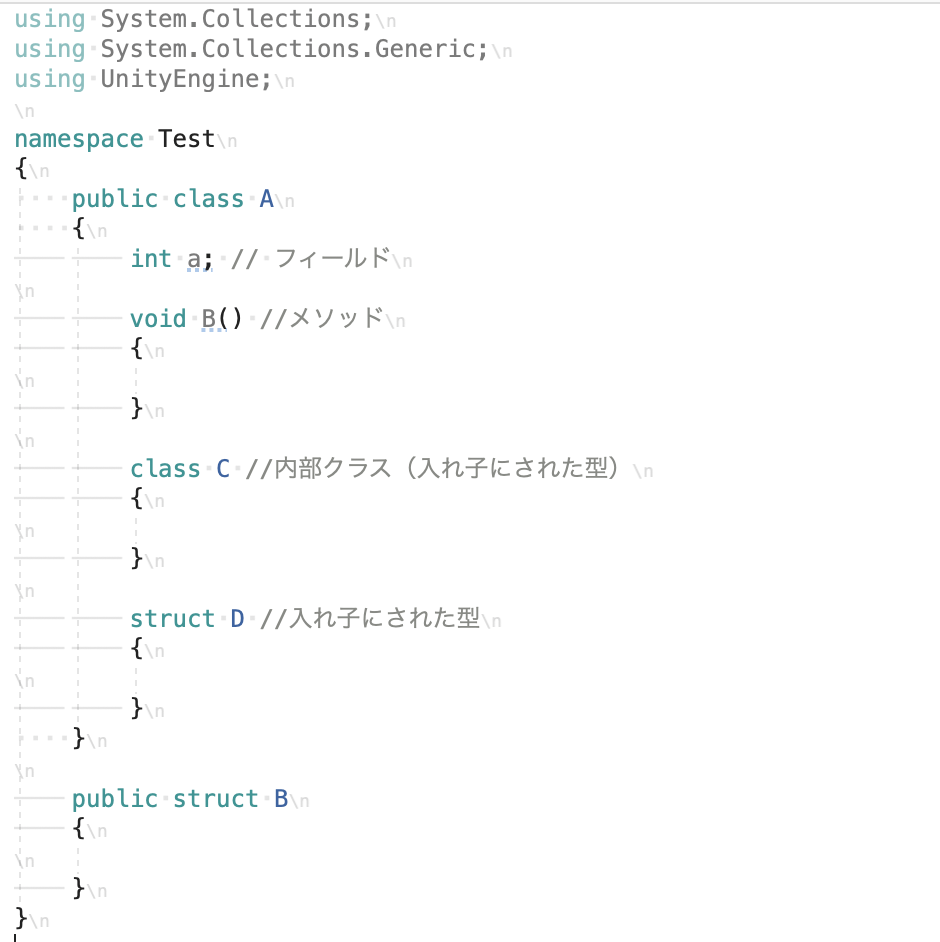 using System.Collections;\n
using System.Collections.Generic;\n
using UnityEngine;\n
\n
namespace Test\n
{\n
    public class A\n
    {\n
        int a; // フィールド\n
\n
        void B() //メソッド\n
        {\n
\n
        }\n
\n
        class C //内部クラス（入れ子にされた型）\n
        {\n
\n
        }\n
\n
        struct D //入れ子にされた型\n
        {\n
\n
        }\n
    }\n
\n
    public struct B\n
    {\n
\n
    }\n
}\n